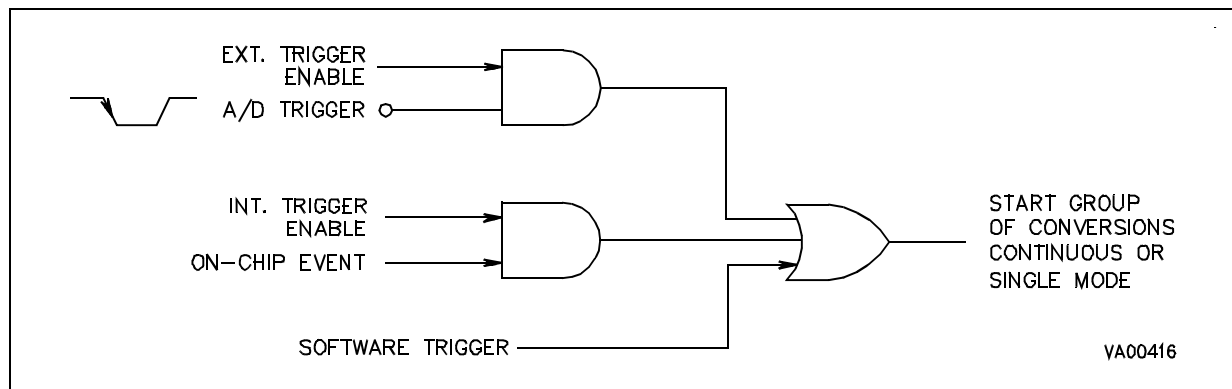 EXT. TRIGGER
ENABLE
A/D TRIGGER
INT. TRIGGER
ENABLE
ON-CHIP EVENT
SOFTWARE TRIGGER
START GROUP
OF CONVERSIONS
CONTINUOUS OR
SINGLE MODE
VA00416